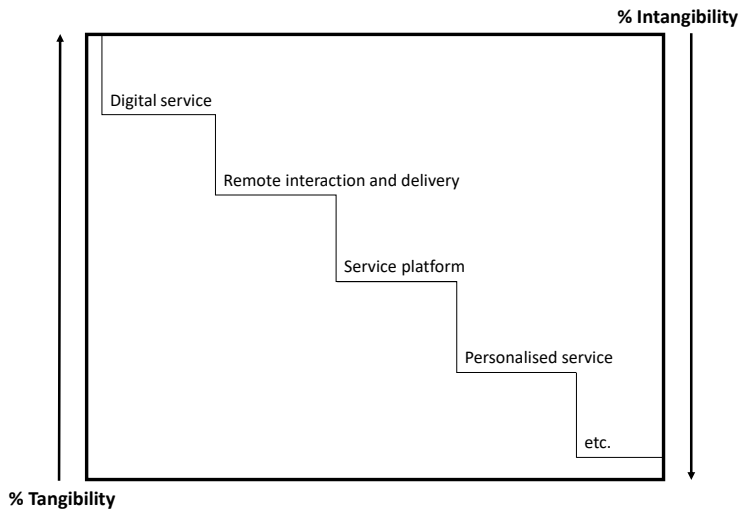 % Intangibility
Digital service
Remote interaction and delivery
Service platform
Personalised service
etc.
% Tangibility